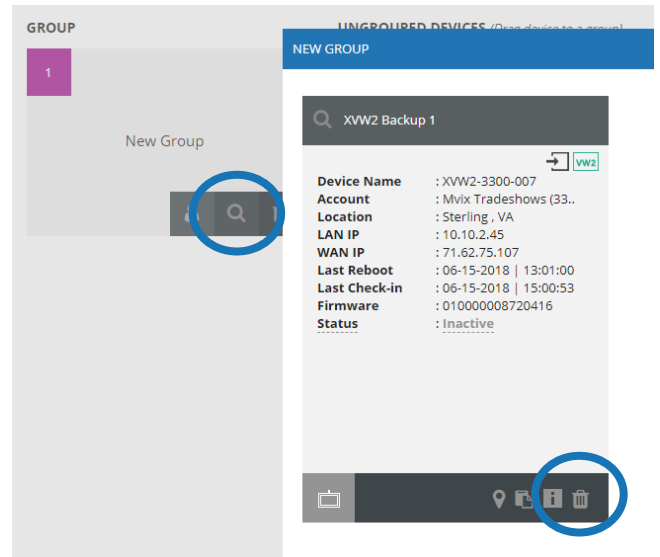 GROUP
UNGROUPED DEVICES (Drag device to a group)
NEW GROUP
1
New Group
XVW2 Backup 1
VW2
Device Name : XVW2-3300-007
Account : Mvix Tradeshows (33..
Location : Sterling , VA
LAN IP : 10.10.2.45
WAN IP : 71.62.75.107
Last Reboot : 06-15-2018 | 13:01:00
Last Check-in : 06-15-2018 | 15:00:53
Firmware : 010000008720416
Status : Inactive